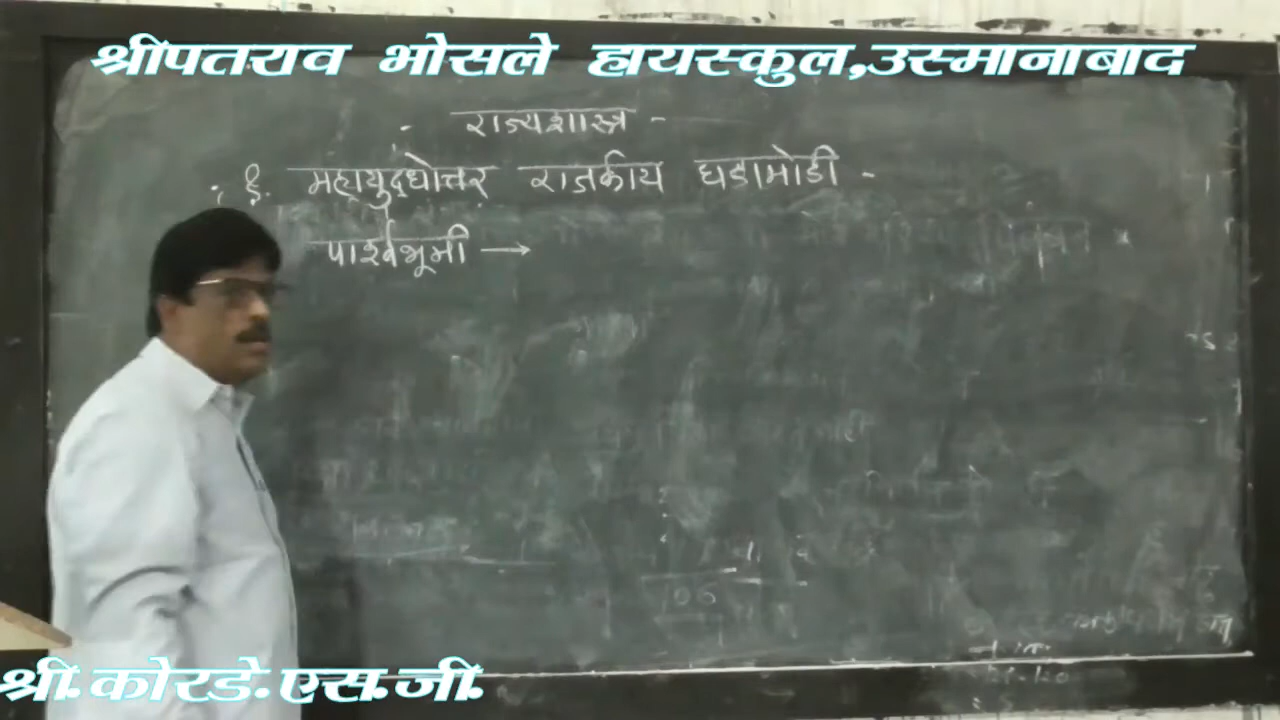 श्रीपतराव भोसले हायस्कुल,उस्मानाबाद
राज्यशास्त्र -
१. महायुद्धोत्तर राजकीय घडामोडी -
पार्श्वभूमी →
श्री.कोरडे.एस.जी.